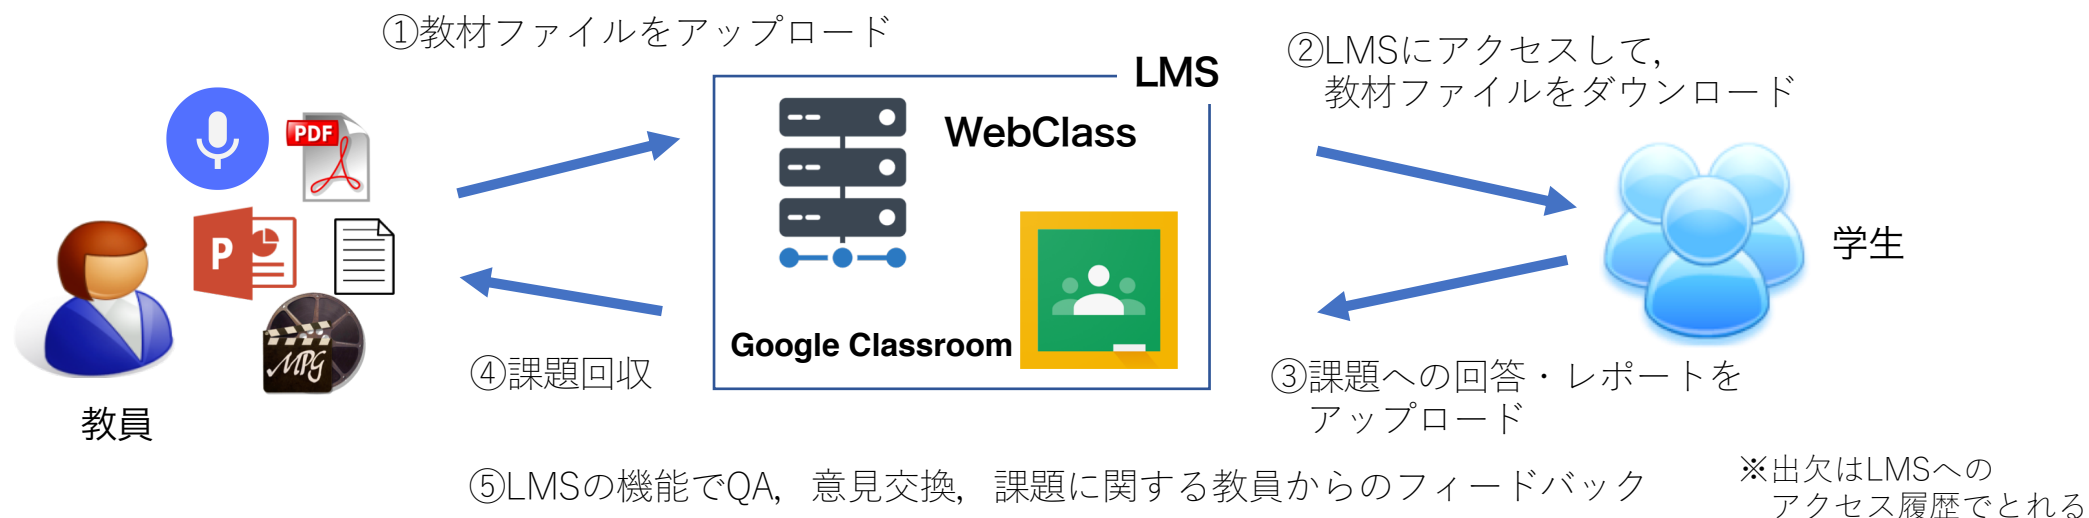 ①教材ファイルをアップロード
LMS
②LMSにアクセスして,
教材ファイルをダウンロード
WebClass
PDF
P
MPG
Google Classroom
学生
教員
④課題回収
③課題への回答・レポートを
アップロード
⑤LMSの機能でQA, 意見交換, 課題に関する教員からのフィードバック
※出欠はLMSへの
アクセス履歴でとれる